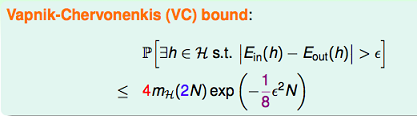 Vapnik-Chervonenkis (VC) bound:
ℙ[∃h ∈ ℋ s.t. |E_in(h) − E_out(h)| > ϵ]
≤ 4m_ℋ(2N) exp (−1/8 ϵ²N)